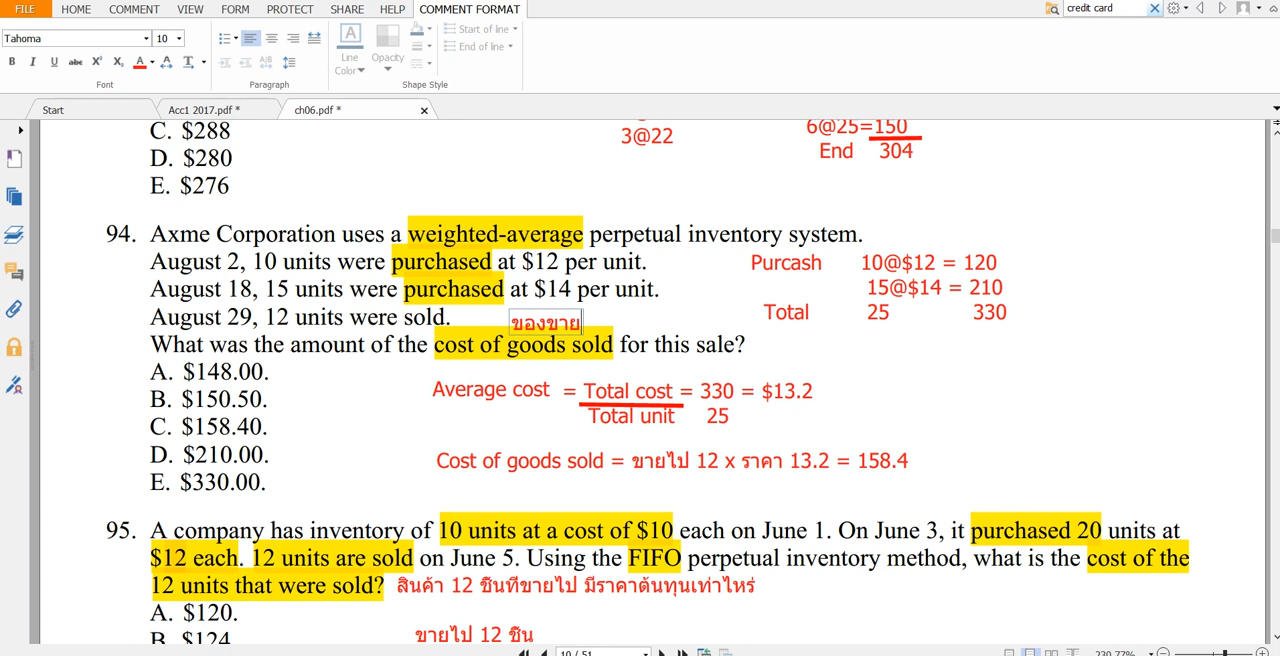 FILE HOME COMMENT VIEW FORM PROTECT SHARE HELP COMMENT FORMAT credit card
Tahoma 10 Start of line
B I U abc X² X₂ A A T Line Color Opacity End of line
Font Paragraph Shape Style
Start Acc1 2017.pdf * ch06.pdf *
C. $288
3@22
6@25=150
D. $280
End 304
E. $276
94. Axme Corporation uses a weighted-average perpetual inventory system.
August 2, 10 units were purchased at $12 per unit.
Purcash 10@$12 = 120
August 18, 15 units were purchased at $14 per unit.
15@$14 = 210
August 29, 12 units were sold.
ของขาย
Total 25 330
What was the amount of the cost of goods sold for this sale?
A. $148.00.
Average cost = Total cost = 330 = $13.2
B. $150.50.
Total unit 25
C. $158.40.
D. $210.00.
Cost of goods sold = ขายไป 12 x ราคา 13.2 = 158.4
E. $330.00.
95. A company has inventory of 10 units at a cost of $10 each on June 1. On June 3, it purchased 20 units at
$12 each. 12 units are sold on June 5. Using the FIFO perpetual inventory method, what is the cost of the
12 units that were sold? สินค้า 12 ชิ้นที่ขายไป มีราคาต้นทุนเท่าไหร่
A. $120.
B. $124
ขายไป 12 ชิ้น
10 / 51 230.77%